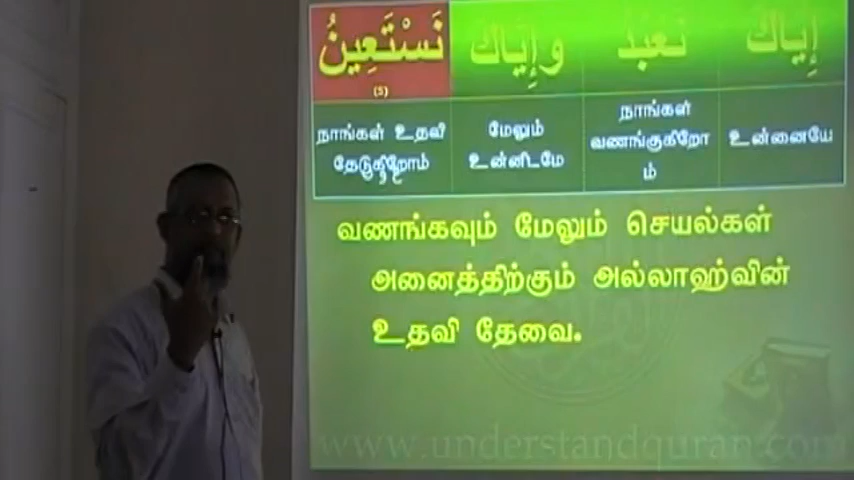 إِيَّاكَ نَعْبُدُ وَإِيَّاكَ نَسْتَعِينُ
(5)
உன்னையே
நாங்கள்
வணங்குகிறோ
ம்
மேலும்
உன்னிடமே
நாங்கள் உதவி
தேடுகிறோம்
வணங்கவும் மேலும் செயல்கள்
அனைத்திற்கும் அல்லாஹ்வின்
உதவி தேவை.
www.understandquran.com